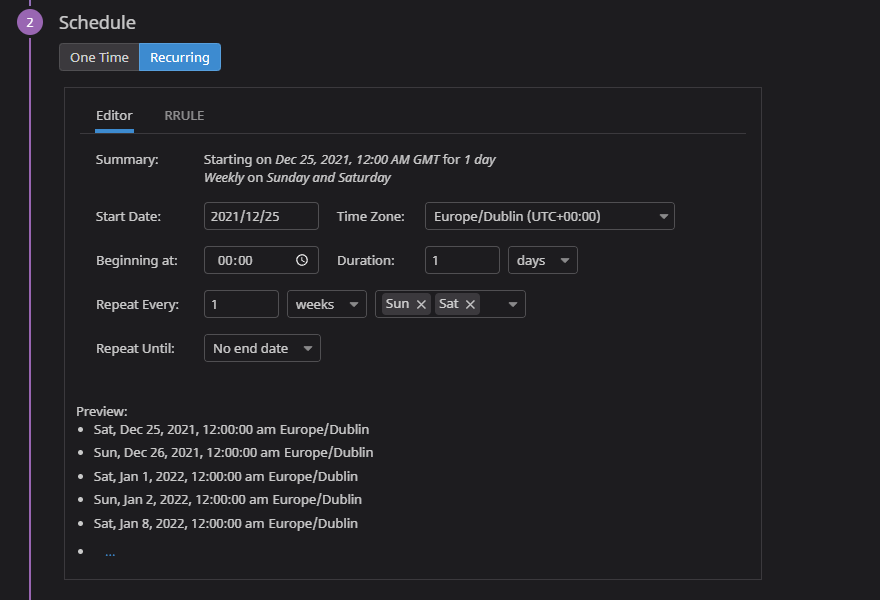 2 Schedule
One Time Recurring
Editor RRULE
Summary: Starting on Dec 25, 2021, 12:00 AM GMT for 1 day
Weekly on Sunday and Saturday
Start Date: 2021/12/25 Time Zone: Europe/Dublin (UTC+00:00)
Beginning at: 00:00 Duration: 1 days
Repeat Every: 1 weeks Sun Sat
Repeat Until: No end date
Preview:
Sat, Dec 25, 2021, 12:00:00 am Europe/Dublin
Sun, Dec 26, 2021, 12:00:00 am Europe/Dublin
Sat, Jan 1, 2022, 12:00:00 am Europe/Dublin
Sun, Jan 2, 2022, 12:00:00 am Europe/Dublin
Sat, Jan 8, 2022, 12:00:00 am Europe/Dublin
...